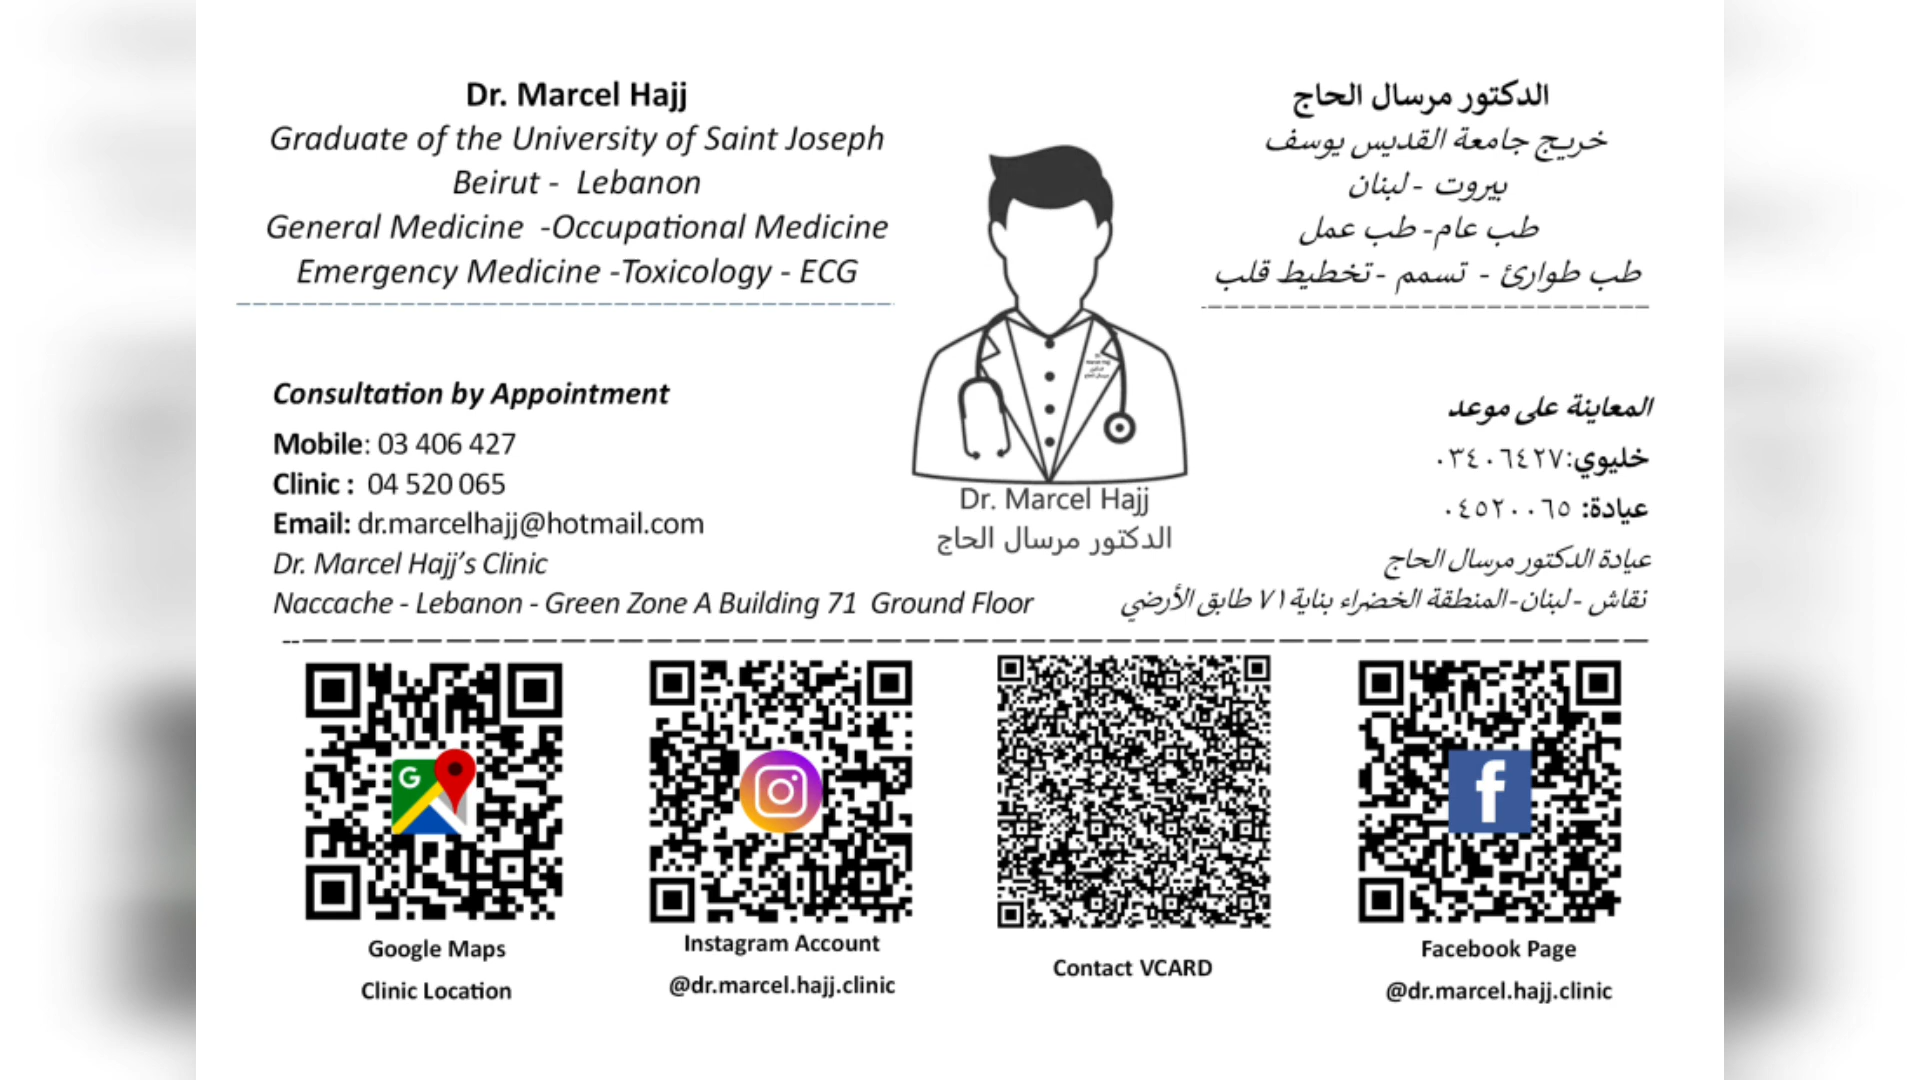 Dr. Marcel Hajj
Graduate of the University of Saint Joseph
Beirut - Lebanon
General Medicine -Occupational Medicine
Emergency Medicine -Toxicology - ECG
الدكتور مرسال الحاج
خريج جامعة القديس يوسف
بيروت - لبنان
طب عام- طب عمل
طب طوارئ - تسمم - تخطيط قلب
Consultation by Appointment
Mobile: 03 406 427
Clinic : 04 520 065
Email: dr.marcelhajj@hotmail.com
Dr. Marcel Hajj’s Clinic
Naccache - Lebanon - Green Zone A Building 71 Ground Floor
Dr. Marcel Hajj
الدكتور مرسال الحاج
المعاينة على موعد
خليوي:٠٣٤٠٦٤٢٧
عيادة: ٠٤٥٢٠٠٦٥
عيادة الدكتور مرسال الحاج
نقاش - لبنان-المنطقة الخضراء بناية ٧١ طابق الأرضي
Google Maps
Clinic Location
Instagram Account
@dr.marcel.hajj.clinic
Contact VCARD
Facebook Page
@dr.marcel.hajj.clinic